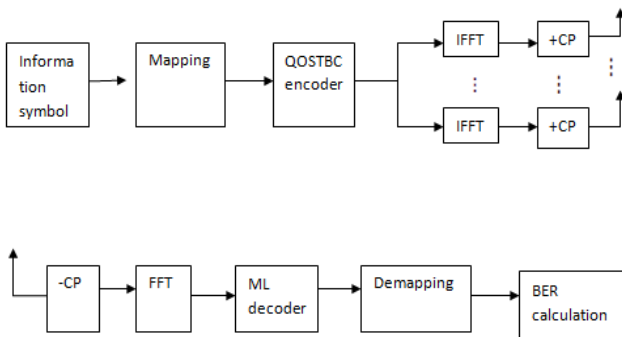 Informa
tion
symbol
Mapping
QOSTBC
encoder
IFFT
+CP
IFFT
+CP
-CP
FFT
ML
decoder
Demapping
BER
calculation